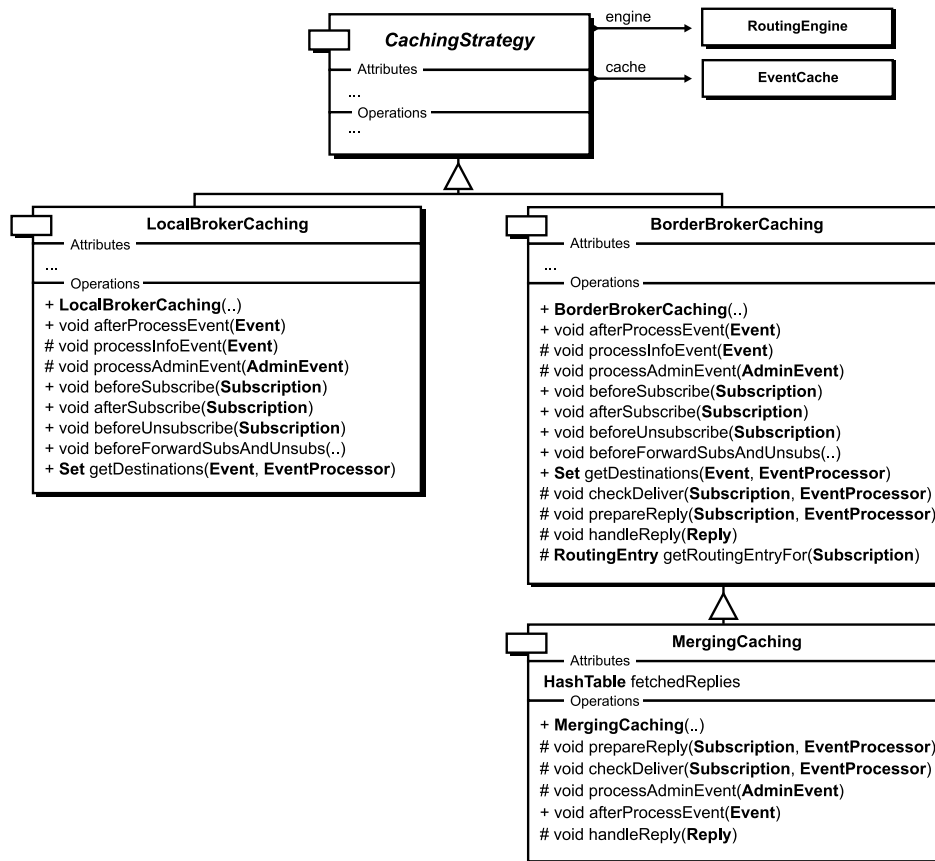 CachingStrategy
Attributes
...
Operations
...
engine
RoutingEngine
cache
EventCache
LocalBrokerCaching
Attributes
...
Operations
+ LocalBrokerCaching(..)
+ void afterProcessEvent(Event)
# void processInfoEvent(Event)
# void processAdminEvent(AdminEvent)
+ void beforeSubscribe(Subscription)
+ void afterSubscribe(Subscription)
+ void beforeUnsubscribe(Subscription)
+ void beforeForwardSubsAndUnsubs(..)
+ Set getDestinations(Event, EventProcessor)
BorderBrokerCaching
Attributes
...
Operations
+ BorderBrokerCaching(..)
+ void afterProcessEvent(Event)
# void processInfoEvent(Event)
# void processAdminEvent(AdminEvent)
+ void beforeSubscribe(Subscription)
+ void afterSubscribe(Subscription)
+ void beforeUnsubscribe(Subscription)
+ void beforeForwardSubsAndUnsubs(..)
+ Set getDestinations(Event, EventProcessor)
# void checkDeliver(Subscription, EventProcessor)
# void prepareReply(Subscription, EventProcessor)
# void handleReply(Reply)
# RoutingEntry getRoutingEntryFor(Subscription)
MergingCaching
Attributes
HashTable fetchedReplies
Operations
+ MergingCaching(..)
# void prepareReply(Subscription, EventProcessor)
# void checkDeliver(Subscription, EventProcessor)
# void processAdminEvent(AdminEvent)
+ void afterProcessEvent(Event)
# void handleReply(Reply)